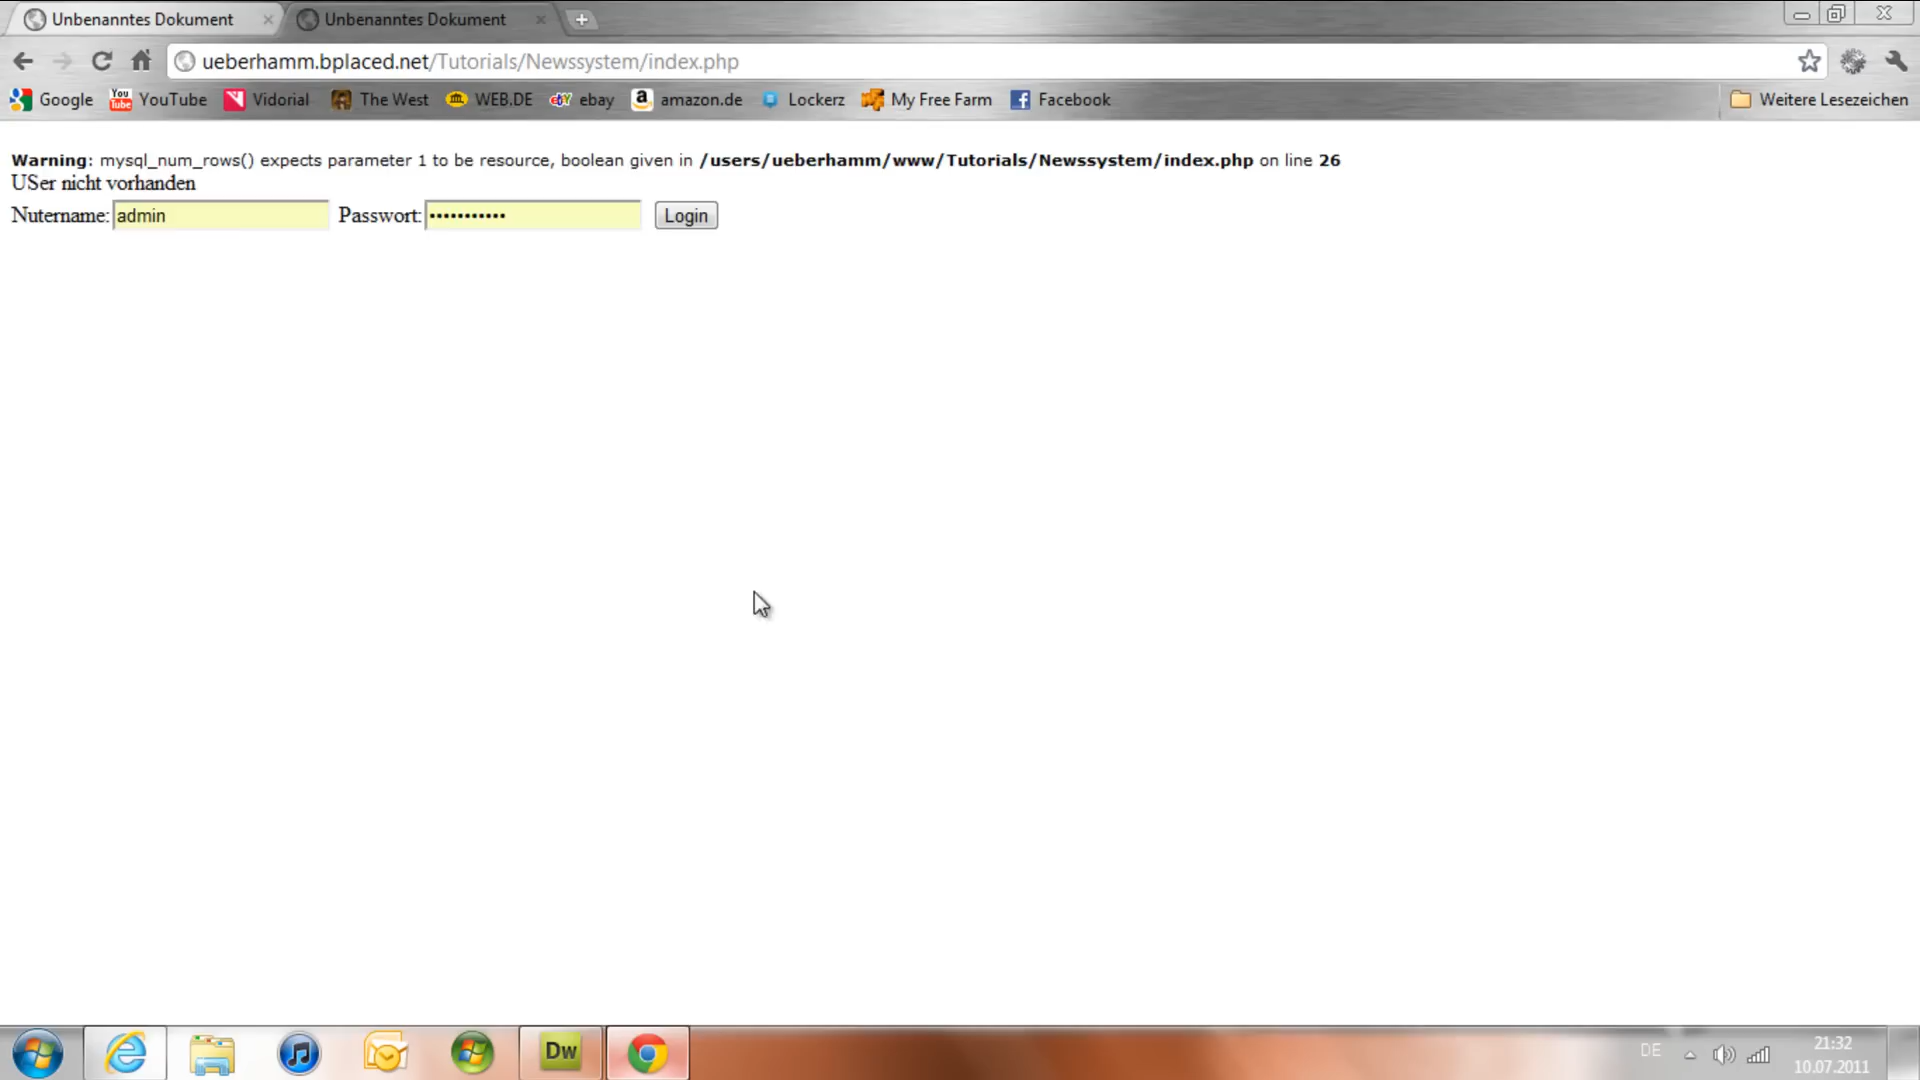 Unbenanntes Dokument Unbenanntes Dokument
ueberhamm.bplaced.net/Tutorials/Newssystem/index.php
Google YouTube Vidorial The West WEB.DE ebay amazon.de Lockerz My Free Farm Facebook Weitere Lesezeichen
Warning: mysql_num_rows() expects parameter 1 to be resource, boolean given in /users/ueberhamm/www/Tutorials/Newssystem/index.php on line 26
USer nicht vorhanden
Nutername: admin Passwort: ••••••••••• Login
Dw
DE
21:32
10.07.2011